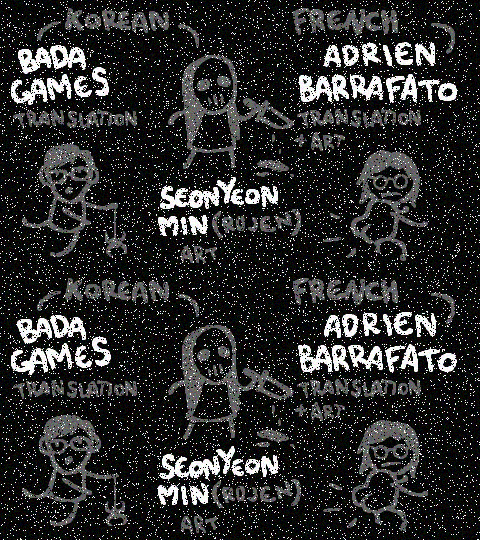 KOREAN
BADA
GAMES
TRANSLATION
SEONYEON
MIN (ROJEN)
ART
FRENCH
ADRIEN
BARRAFATO
TRANSLATION
+ ART
KOREAN
BADA
GAMES
TRANSLATION
SEONYEON
MIN (ROJEN)
ART
FRENCH
ADRIEN
BARRAFATO
TRANSLATION
+ ART